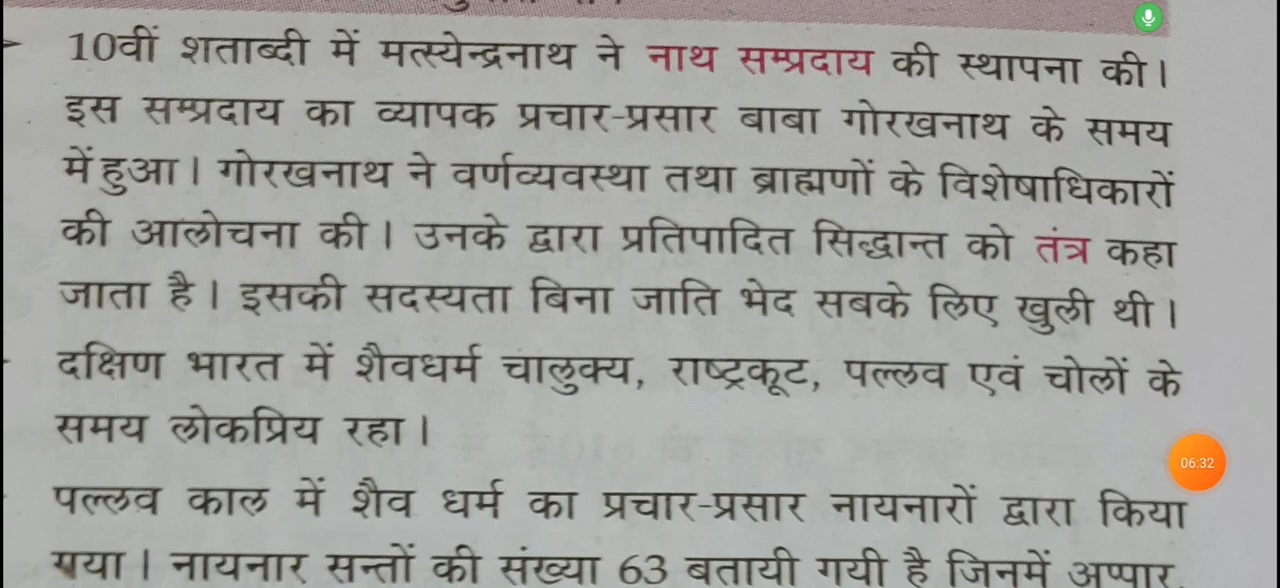 10वीं शताब्दी में मत्स्येन्द्रनाथ ने नाथ सम्प्रदाय की स्थापना की।
इस सम्प्रदाय का व्यापक प्रचार-प्रसार बाबा गोरखनाथ के समय
में हुआ। गोरखनाथ ने वर्णव्यवस्था तथा ब्राह्मणों के विशेषाधिकारों
की आलोचना की। उनके द्वारा प्रतिपादित सिद्धान्त को तंत्र कहा
जाता है। इसकी सदस्यता बिना जाति भेद सबके लिए खुली थी।
दक्षिण भारत में शैवधर्म चालुक्य, राष्ट्रकूट, पल्लव एवं चोलों के
समय लोकप्रिय रहा।
06:32
पल्लव काल में शैव धर्म का प्रचार-प्रसार नायनारों द्वारा किया
गया। नायनार सन्तों की संख्या 63 बतायी गयी है जिनमें अप्पार,